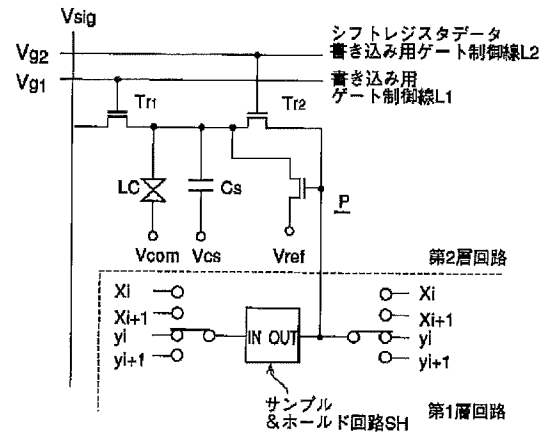 Vsig
シフトレジスタデータ
Vg2 書き込み用ゲート制御線L2
Vg1 書き込み用
ゲート制御線L1
Tr1 Tr2
LC Cs P
Vcom Vcs Vref
第2層回路
Xi Xi
Xi+1 Xi+1
yi IN OUT yi
yi+1 yi+1
サンプル
&ホールド回路SH 第1層回路